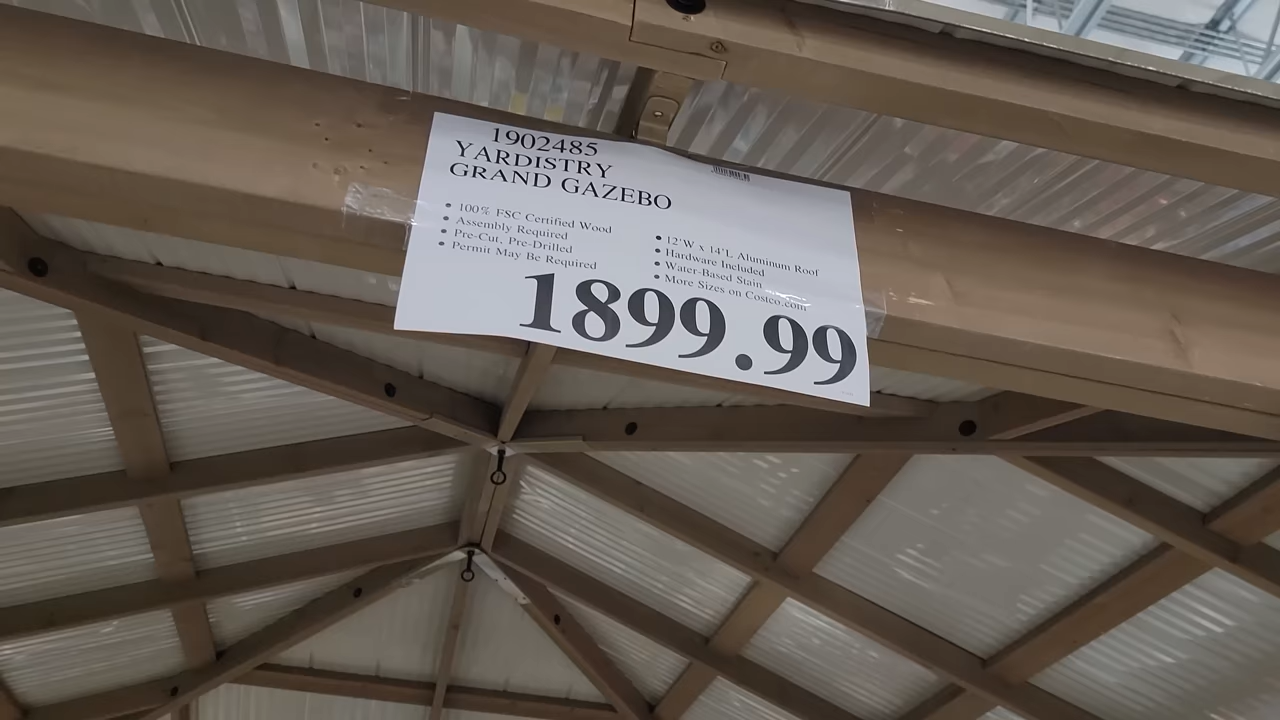 1902485
YARDISTRY
GRAND GAZEBO
• 100% FSC Certified Wood
• Assembly Required
• Pre-Cut, Pre-Drilled
• Permit May Be Required
• 12'W x 14'L Aluminum Roof
• Hardware Included
• Water-Based Stain
• More Sizes on Costco.com
1899.99